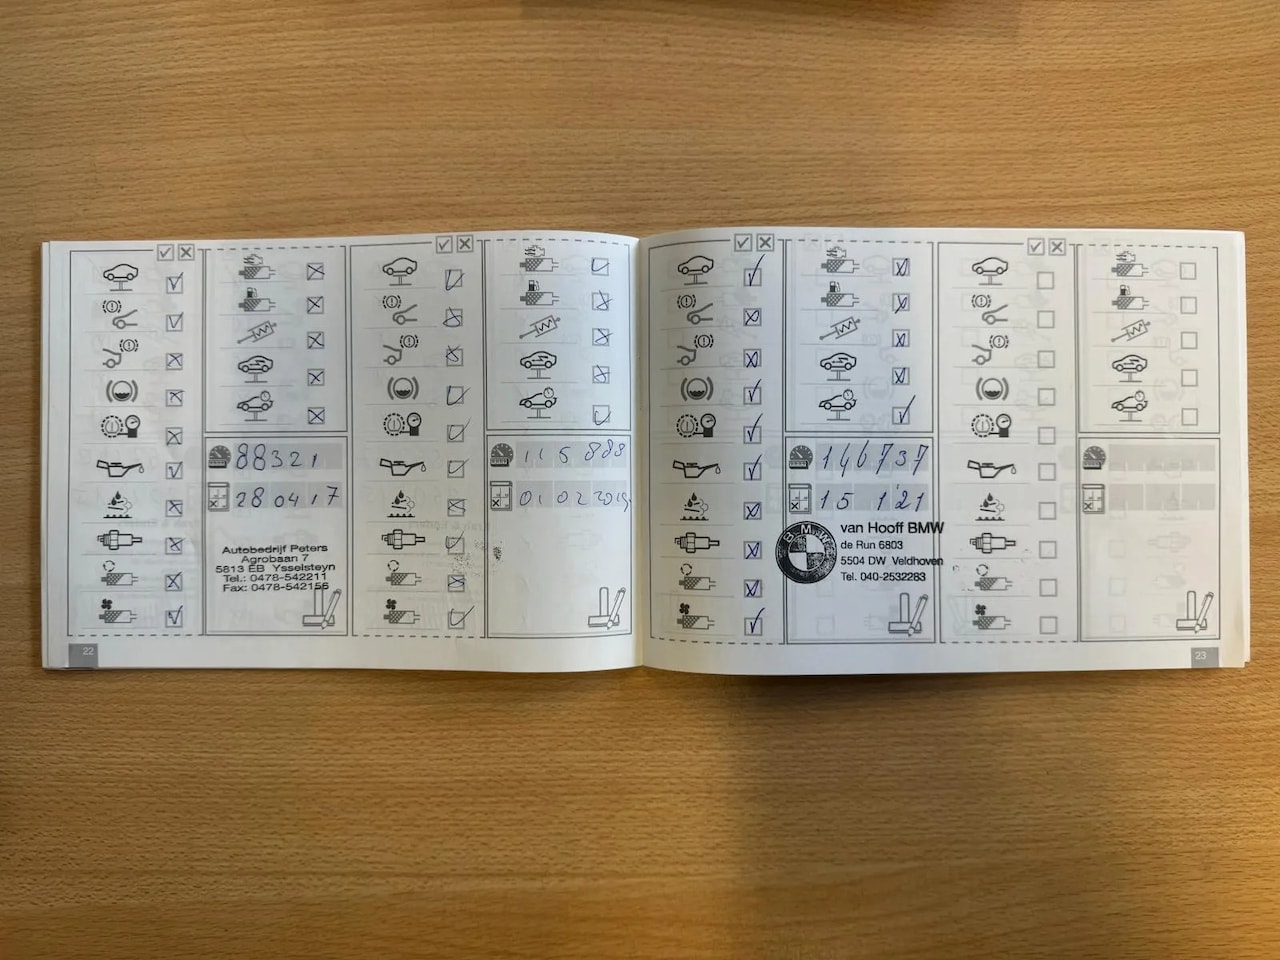 88321
28 04 17
Autobedrijf Peters
Agrobaan 7
5813 EB Ysselsteyn
Tel.: 0478-542211
Fax: 0478-542156
22
115 888
01 02 2019
146737
15 1'21
BMW
van Hooff BMW
de Run 6803
5504 DW Veldhoven
Tel. 040-2532283
23